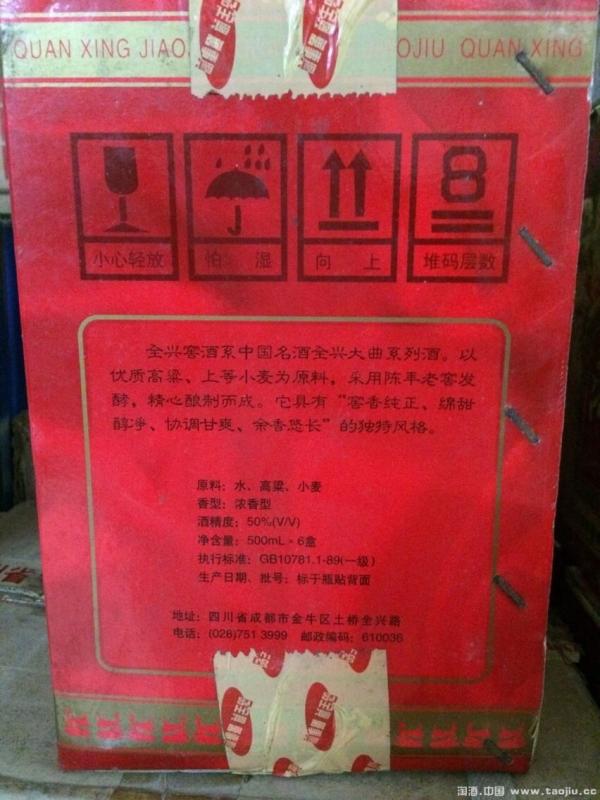 QUAN XING JIAO
OJIU QUAN XING
小心轻放
怕 湿
向 上
8
堆码层数
全兴窖酒系中国名酒全兴大曲系列酒。以
优质高粱、上等小麦为原料，采用陈年老窖发
酵，精心酿制而成。它具有“窖香纯正、绵甜
醇净、协调甘爽、余香悠长”的独特风格。
原料：水、高粱、小麦
香型：浓香型
酒精度：50%(V/V)
净含量：500mL×6盒
执行标准：GB10781.1-89(一级)
生产日期、批号：标于瓶贴背面
地址：四川省成都市金牛区土桥全兴路
电话：(028)751 3999 邮政编码：610036
淘酒.中国 www.taojiu.cc